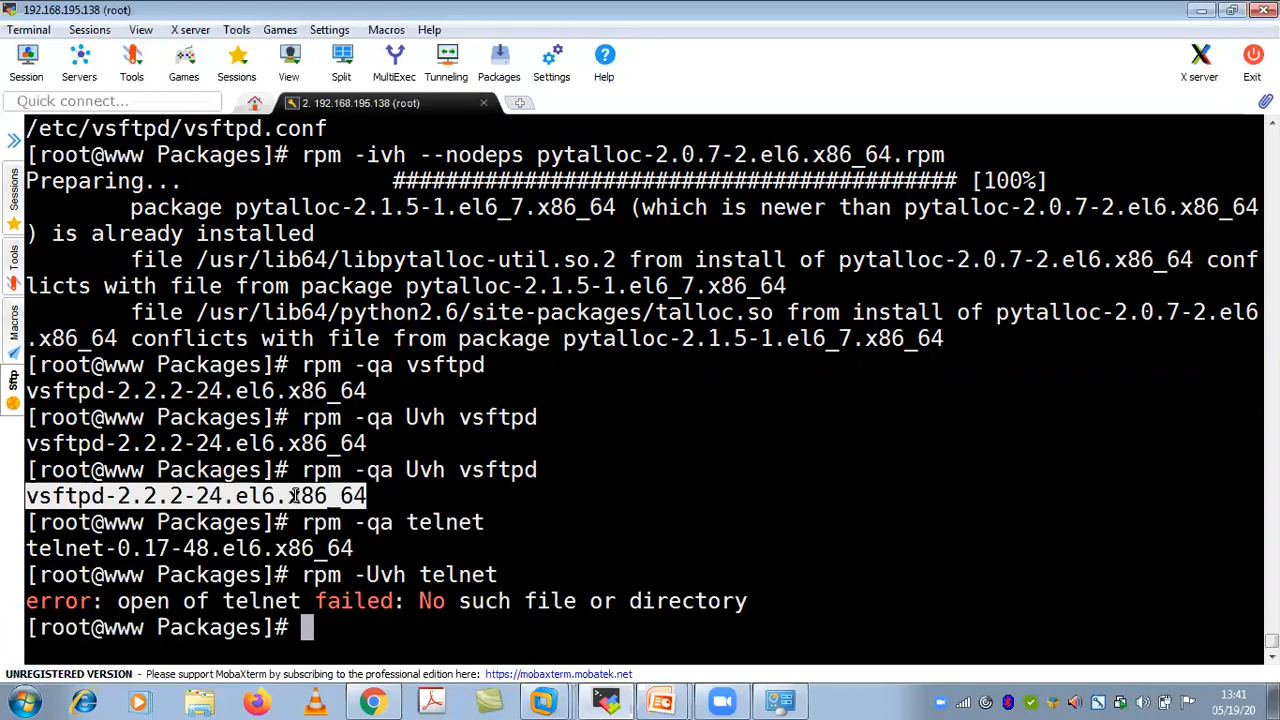 192.168.195.138 (root)
Terminal Sessions View X server Tools Games Settings Macros Help
Session Servers Tools Games Sessions View Split MultiExec Tunneling Packages Settings Help X server Exit
Quick connect... 2. 192.168.195.138 (root)
Sessions
Tools
Macros
Sftp
/etc/vsftpd/vsftpd.conf
[root@www Packages]# rpm -ivh --nodeps pytalloc-2.0.7-2.el6.x86_64.rpm
Preparing... ########################################### [100%]
package pytalloc-2.1.5-1.el6_7.x86_64 (which is newer than pytalloc-2.0.7-2.el6.x86_64
) is already installed
file /usr/lib64/libpytalloc-util.so.2 from install of pytalloc-2.0.7-2.el6.x86_64 conf
licts with file from package pytalloc-2.1.5-1.el6_7.x86_64
file /usr/lib64/python2.6/site-packages/talloc.so from install of pytalloc-2.0.7-2.el6
.x86_64 conflicts with file from package pytalloc-2.1.5-1.el6_7.x86_64
[root@www Packages]# rpm -qa vsftpd
vsftpd-2.2.2-24.el6.x86_64
[root@www Packages]# rpm -qa Uvh vsftpd
vsftpd-2.2.2-24.el6.x86_64
[root@www Packages]# rpm -qa Uvh vsftpd
vsftpd-2.2.2-24.el6.x86_64
[root@www Packages]# rpm -qa telnet
telnet-0.17-48.el6.x86_64
[root@www Packages]# rpm -Uvh telnet
error: open of telnet failed: No such file or directory
[root@www Packages]#
UNREGISTERED VERSION - Please support MobaXterm by subscribing to the professional edition here: https://mobaxterm.mobatek.net
13:41
05/19/20